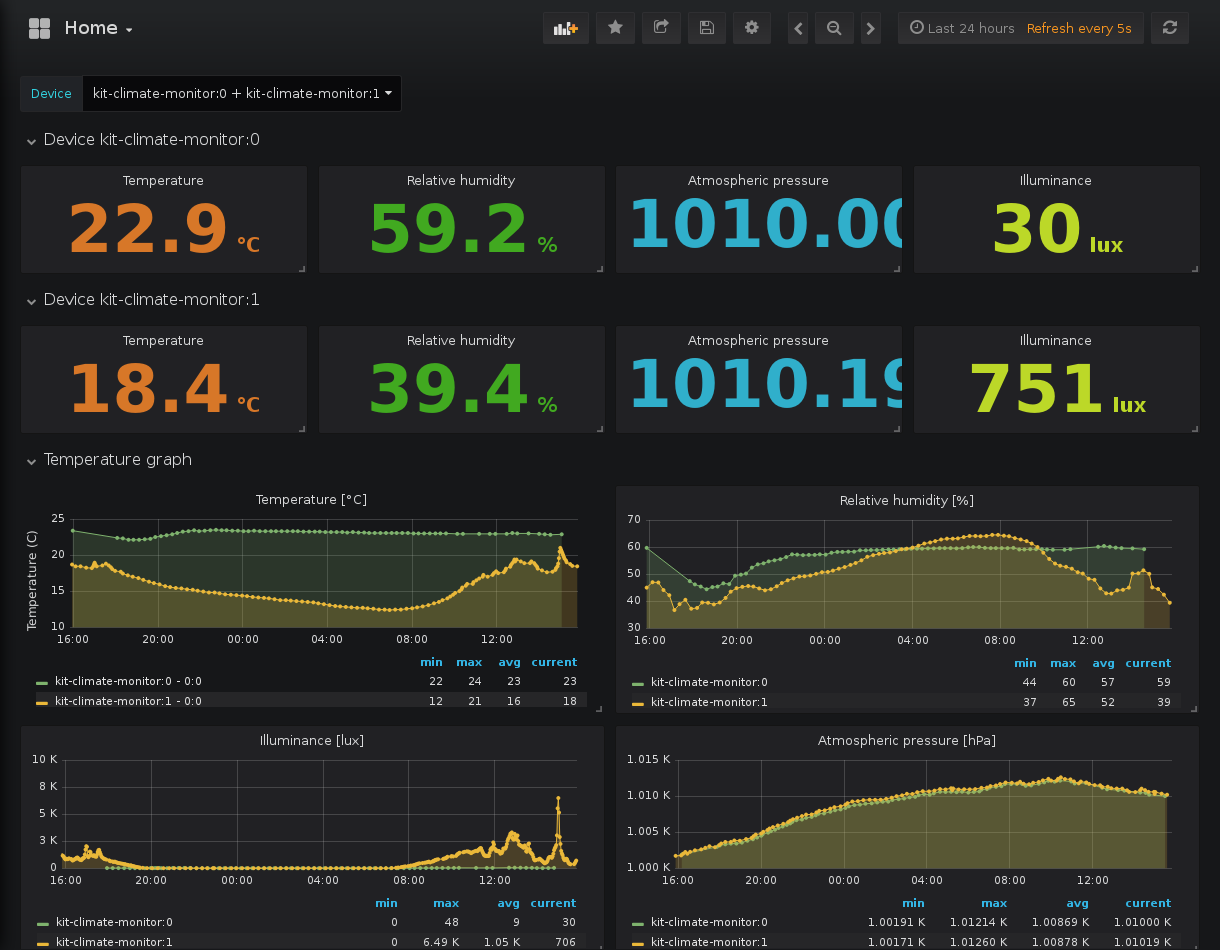 Home
Last 24 hours Refresh every 5s
Device kit-climate-monitor:0 + kit-climate-monitor:1
Device kit-climate-monitor:0
Temperature Relative humidity Atmospheric pressure Illuminance
22.9 °C 59.2 % 1010.00 30 lux
Device kit-climate-monitor:1
Temperature Relative humidity Atmospheric pressure Illuminance
18.4 °C 39.4 % 1010.19 751 lux
Temperature graph
Temperature [°C]
Temperature (C)
25
20
15
10
16:00 20:00 00:00 04:00 08:00 12:00
min max avg current
kit-climate-monitor:0 - 0:0 22 24 23 23
kit-climate-monitor:1 - 0:0 12 21 16 18
Relative humidity [%]
70
60
50
40
30
16:00 20:00 00:00 04:00 08:00 12:00
min max avg current
kit-climate-monitor:0 44 60 57 59
kit-climate-monitor:1 37 65 52 39
Illuminance [lux]
10 K
8 K
5 K
3 K
0
16:00 20:00 00:00 04:00 08:00 12:00
min max avg current
kit-climate-monitor:0 0 48 9 30
kit-climate-monitor:1 0 6.49 K 1.05 K 706
Atmospheric pressure [hPa]
1.015 K
1.010 K
1.005 K
1.000 K
16:00 20:00 00:00 04:00 08:00 12:00
min max avg current
kit-climate-monitor:0 1.00191 K 1.01214 K 1.00869 K 1.01000 K
kit-climate-monitor:1 1.00171 K 1.01260 K 1.00878 K 1.01019 K